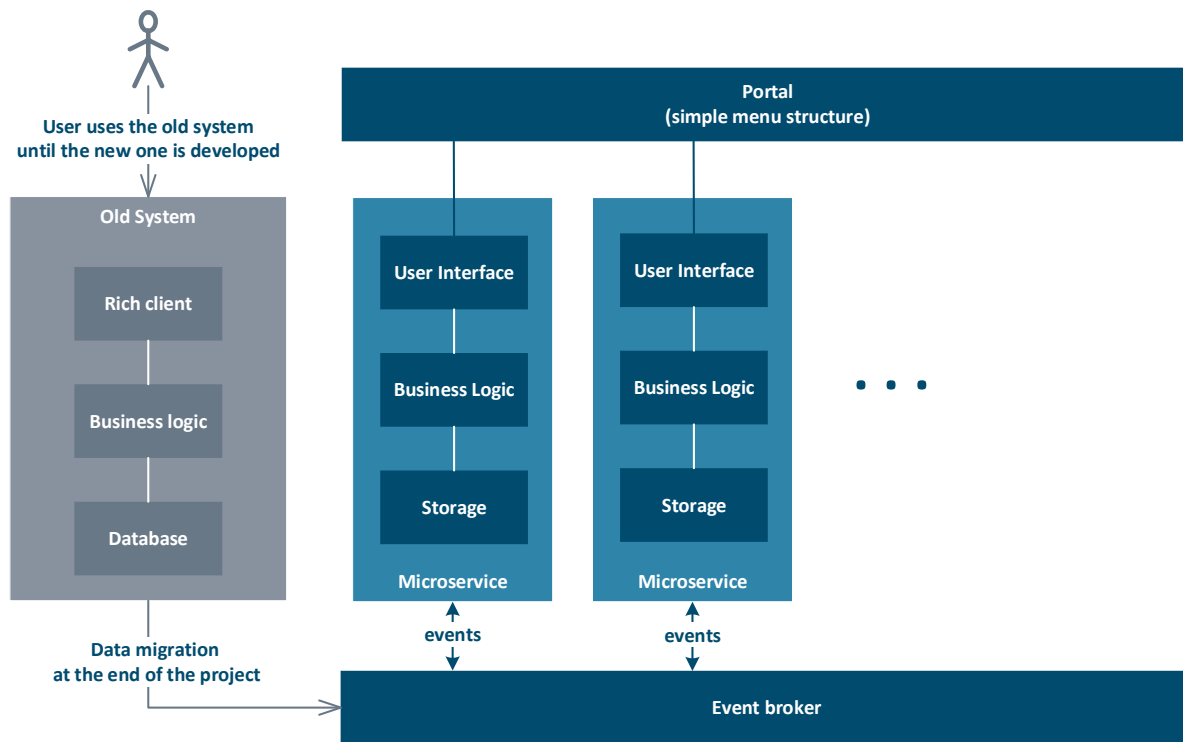 User uses the old system
until the new one is developed
Old System
Rich client
Business logic
Database
Data migration
at the end of the project
Portal
(simple menu structure)
User Interface
Business Logic
Storage
Microservice
events
User Interface
Business Logic
Storage
Microservice
events
. . .
Event broker